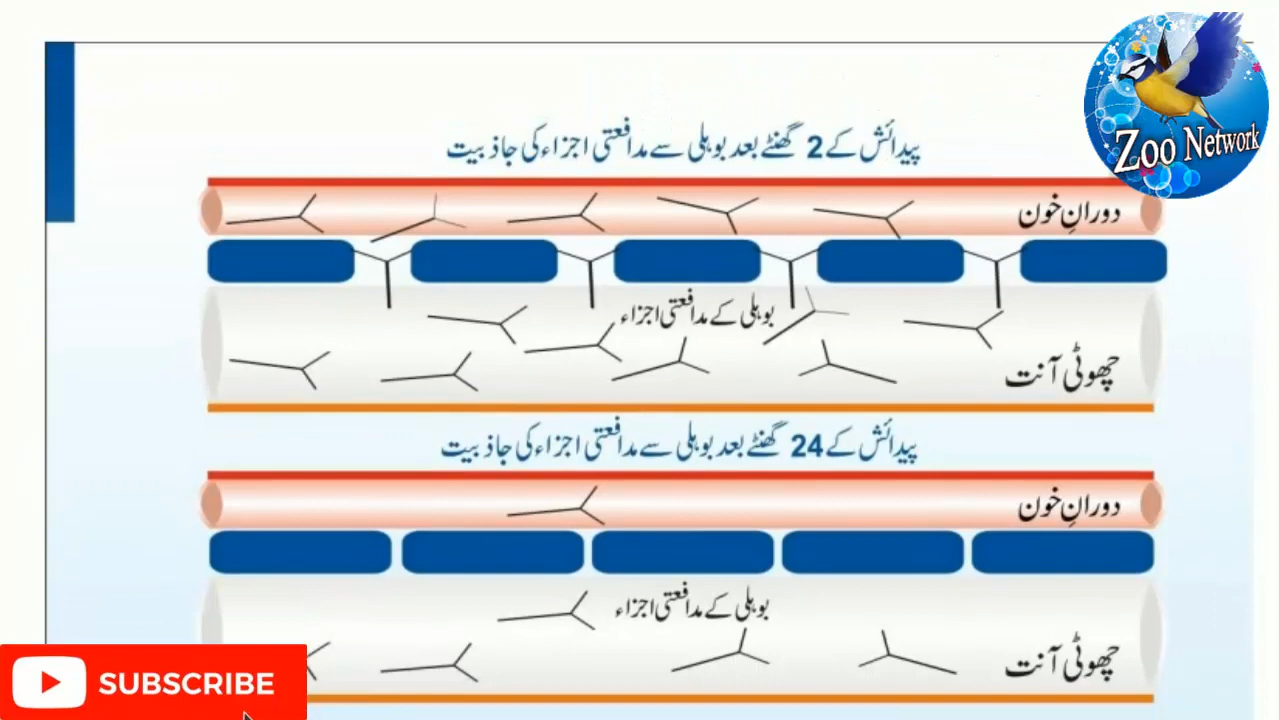 Zoo Network
پیدائش کے 2 گھنٹے بعد بوہلی سے مدافعتی اجزاء کی جاذبیت
دورانِ خون
بوہلی کے مدافعتی اجزاء
چھوٹی آنت
پیدائش کے 24 گھنٹے بعد بوہلی سے مدافعتی اجزاء کی جاذبیت
دورانِ خون
بوہلی کے مدافعتی اجزاء
چھوٹی آنت
SUBSCRIBE